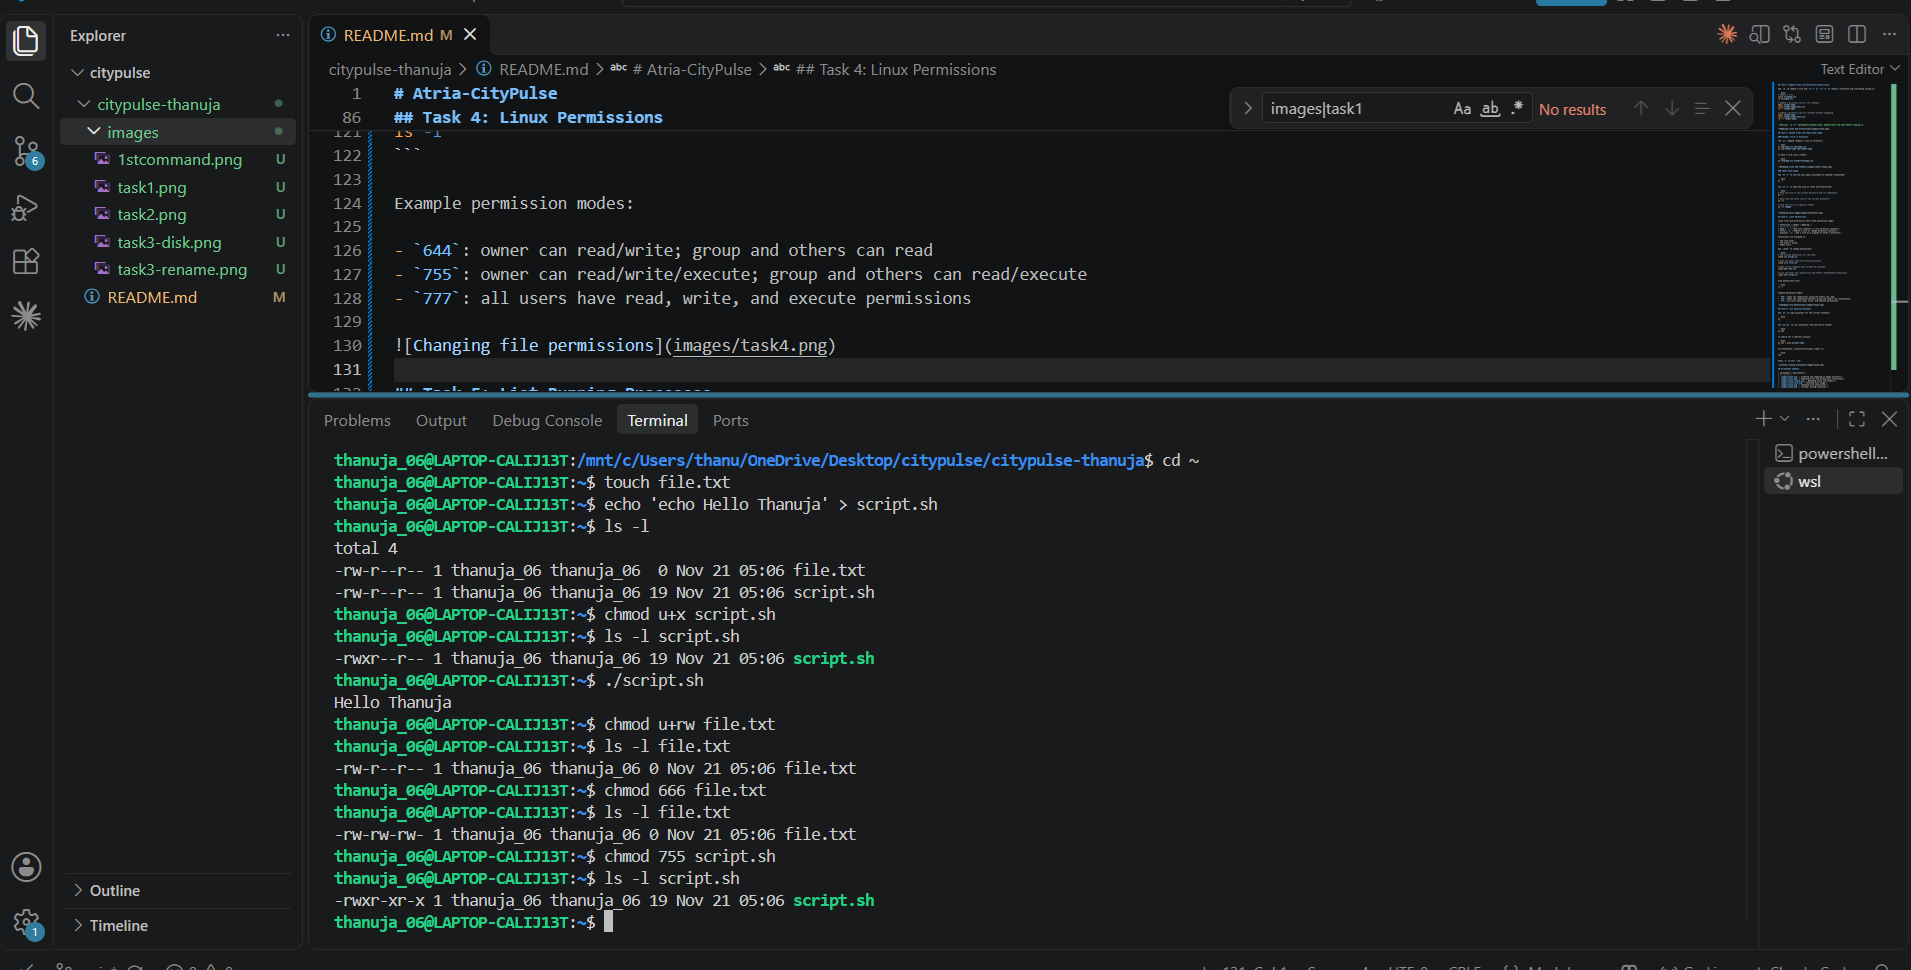 Explorer
citypulse
citypulse-thanuja
images
1stcommand.png U
task1.png U
task2.png U
task3-disk.png U
task3-rename.png U
README.md M
6
Outline
Timeline
1
README.md M
citypulse-thanuja > README.md > abc # Atria-CityPulse > abc ## Task 4: Linux Permissions
Text Editor
images|task1 Aa ab .* No results
1 # Atria-CityPulse
86 ## Task 4: Linux Permissions
121 ls -l
122 ```
123
124 Example permission modes:
125
126 - `644`: owner can read/write; group and others can read
127 - `755`: owner can read/write/execute; group and others can read/execute
128 - `777`: all users have read, write, and execute permissions
129
130 ![Changing file permissions](images/task4.png)
131
132 ## Task 5: List Running Processes
Problems Output Debug Console Terminal Ports
powershell...
wsl
thanuja_06@LAPTOP-CALIJ13T:/mnt/c/Users/thanu/OneDrive/Desktop/citypulse/citypulse-thanuja$ cd ~
thanuja_06@LAPTOP-CALIJ13T:~$ touch file.txt
thanuja_06@LAPTOP-CALIJ13T:~$ echo 'echo Hello Thanuja' > script.sh
thanuja_06@LAPTOP-CALIJ13T:~$ ls -l
total 4
-rw-r--r-- 1 thanuja_06 thanuja_06  0 Nov 21 05:06 file.txt
-rw-r--r-- 1 thanuja_06 thanuja_06 19 Nov 21 05:06 script.sh
thanuja_06@LAPTOP-CALIJ13T:~$ chmod u+x script.sh
thanuja_06@LAPTOP-CALIJ13T:~$ ls -l script.sh
-rwxr--r-- 1 thanuja_06 thanuja_06 19 Nov 21 05:06 script.sh
thanuja_06@LAPTOP-CALIJ13T:~$ ./script.sh
Hello Thanuja
thanuja_06@LAPTOP-CALIJ13T:~$ chmod u+rw file.txt
thanuja_06@LAPTOP-CALIJ13T:~$ ls -l file.txt
-rw-r--r-- 1 thanuja_06 thanuja_06 0 Nov 21 05:06 file.txt
thanuja_06@LAPTOP-CALIJ13T:~$ chmod 666 file.txt
thanuja_06@LAPTOP-CALIJ13T:~$ ls -l file.txt
-rw-rw-rw- 1 thanuja_06 thanuja_06 0 Nov 21 05:06 file.txt
thanuja_06@LAPTOP-CALIJ13T:~$ chmod 755 script.sh
thanuja_06@LAPTOP-CALIJ13T:~$ ls -l script.sh
-rwxr-xr-x 1 thanuja_06 thanuja_06 19 Nov 21 05:06 script.sh
thanuja_06@LAPTOP-CALIJ13T:~$